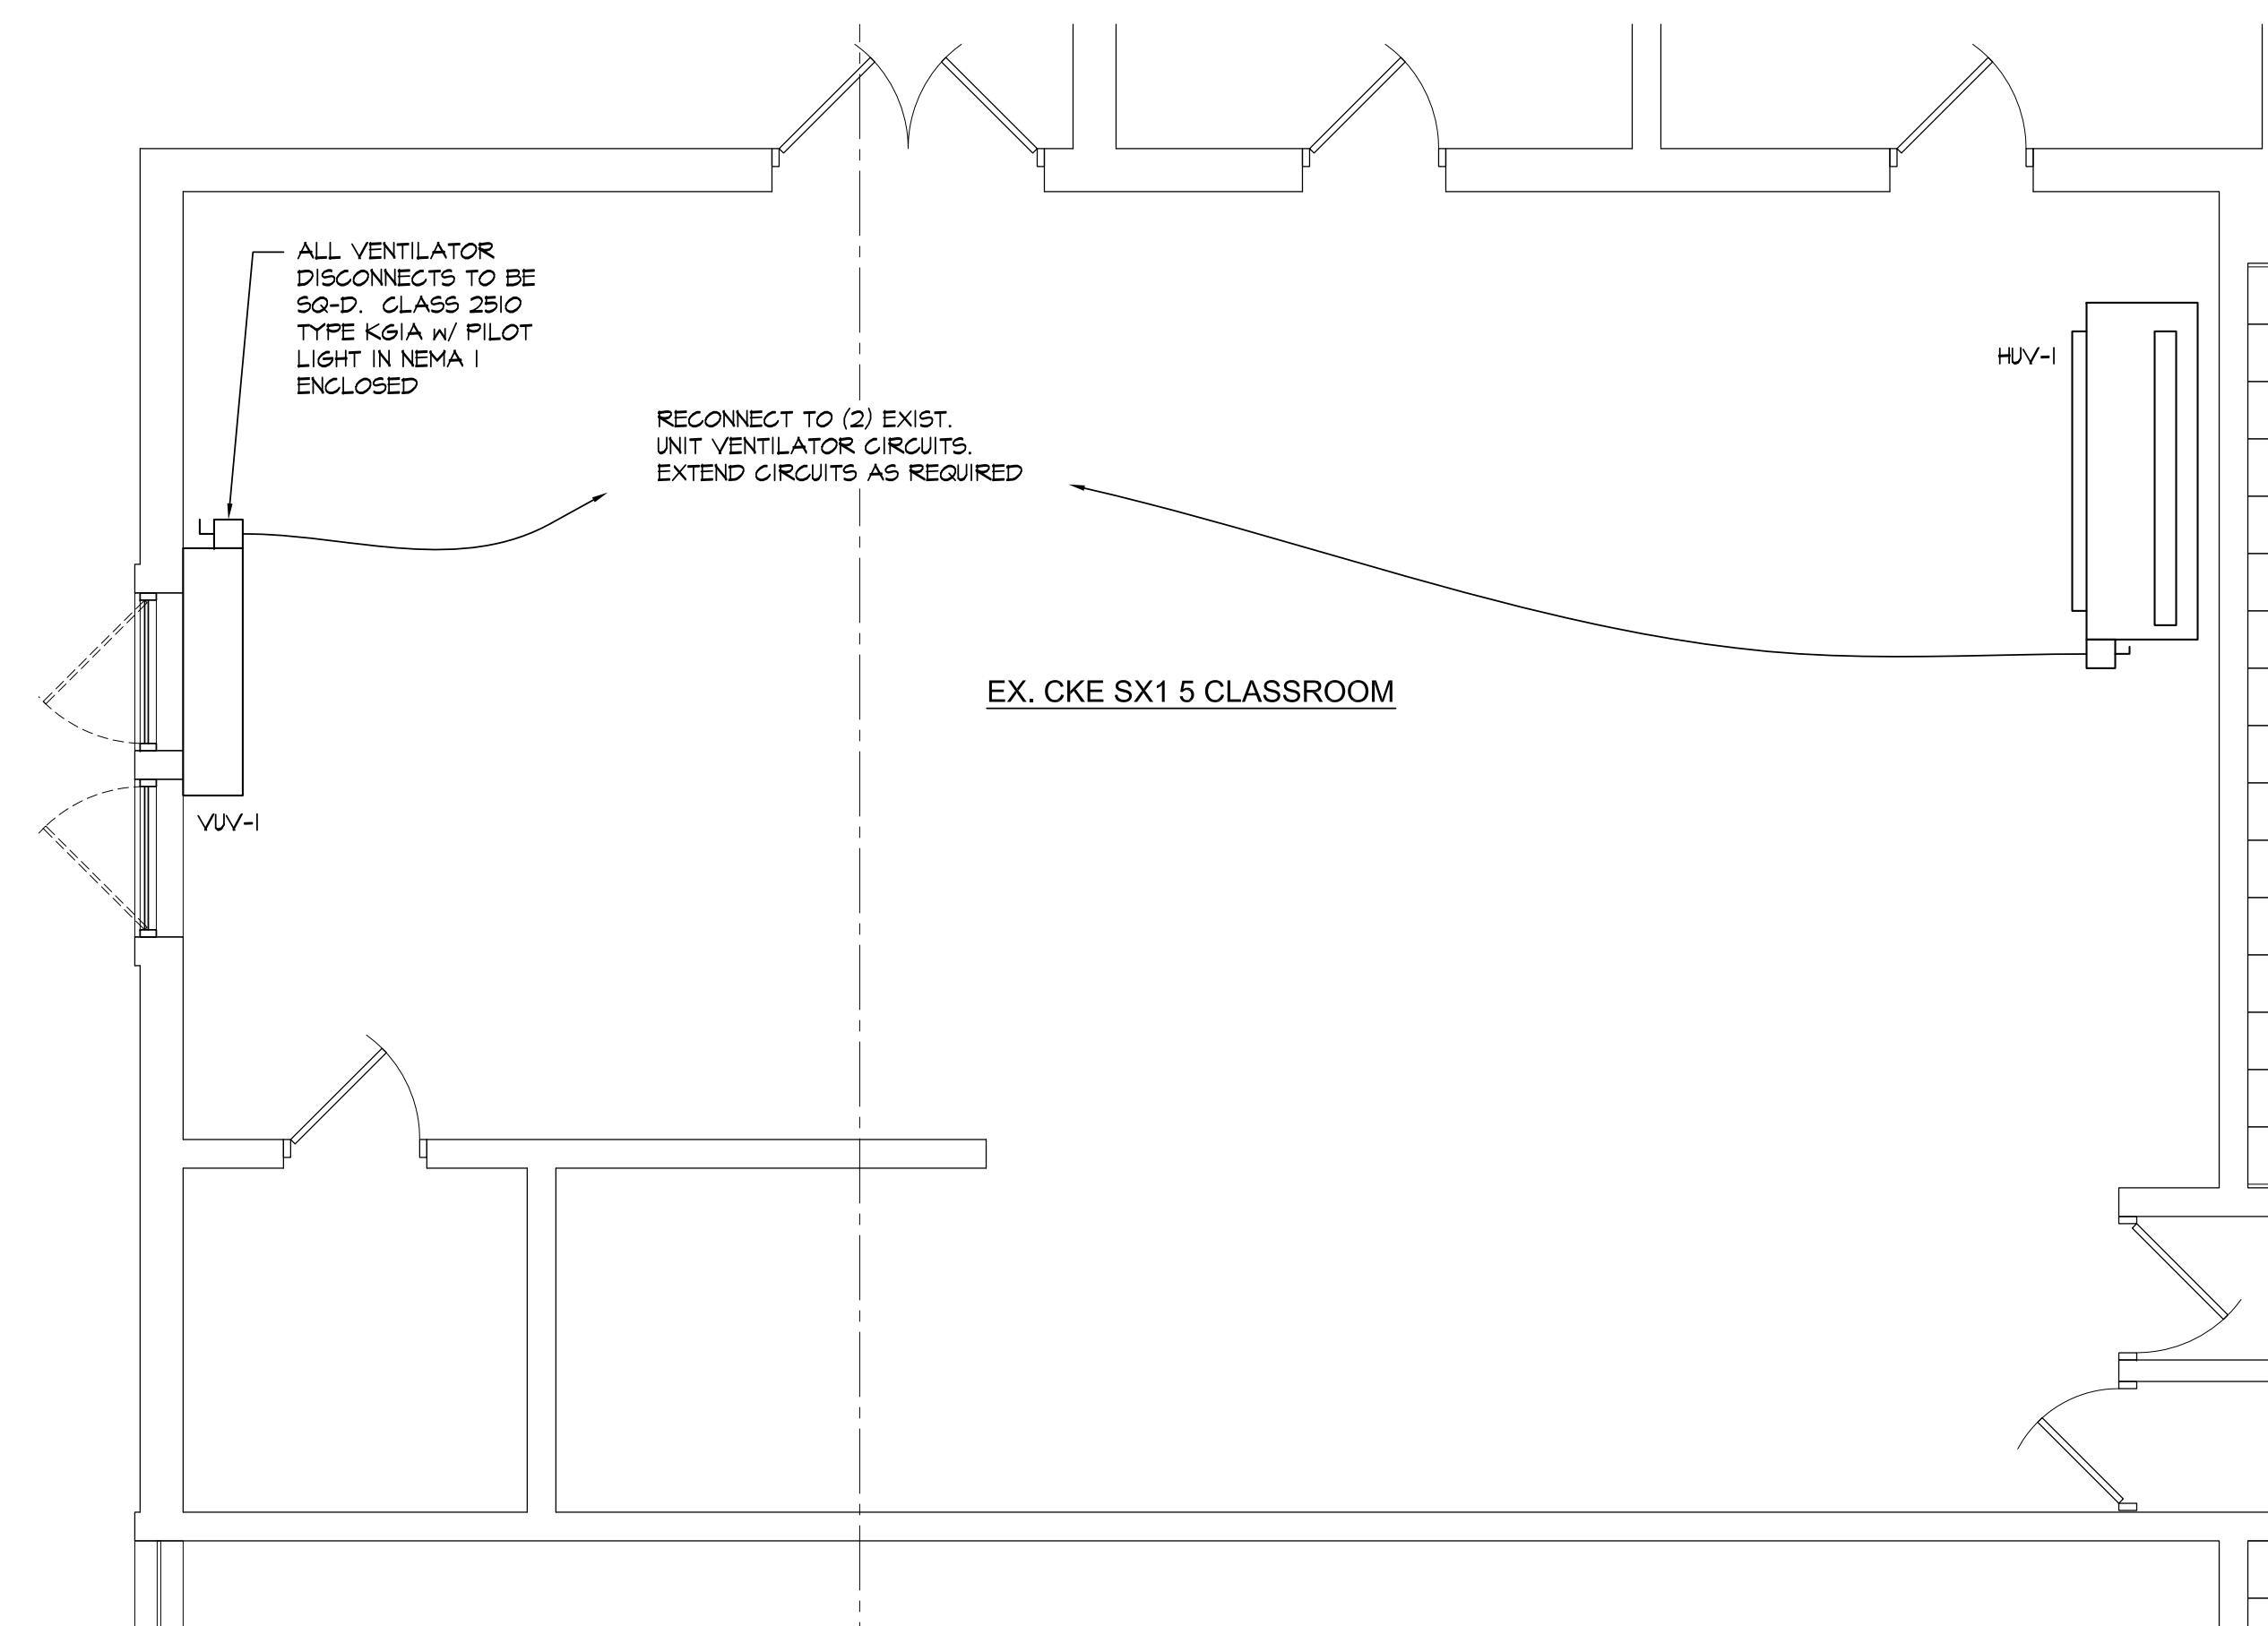 ALL VENTILATOR
DISCONNECTS TO BE
SQ-D. CLASS 2510
TYPE KG1A w/ PILOT
LIGHT IN NEMA 1
ENCLOSED
RECONNECT TO (2) EXIST.
UNIT VENTILATOR CIRCUITS.
EXTEND CIRCUITS AS REQUIRED
HUV-1
EX. CKE SX1 5 CLASSROOM
VUV-1